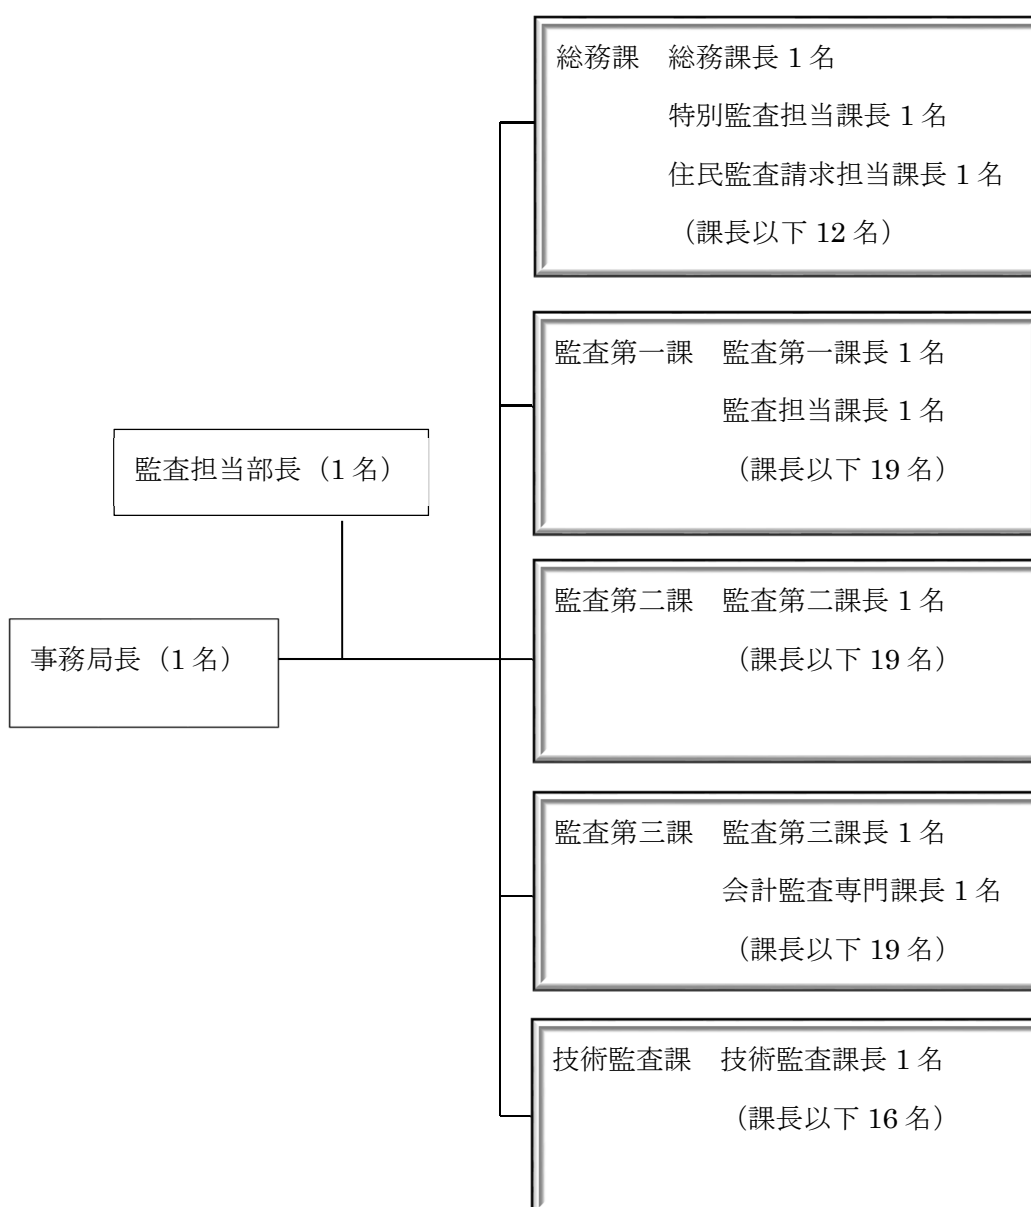 総務課　総務課長 1 名
特別監査担当課長 1 名
住民監査請求担当課長 1 名
（課長以下 12 名）
監査第一課　監査第一課長 1 名
監査担当課長 1 名
（課長以下 19 名）
監査担当部長（1 名）
監査第二課　監査第二課長 1 名
（課長以下 19 名）
事務局長（1 名）
監査第三課　監査第三課長 1 名
会計監査専門課長 1 名
（課長以下 19 名）
技術監査課　技術監査課長 1 名
（課長以下 16 名）